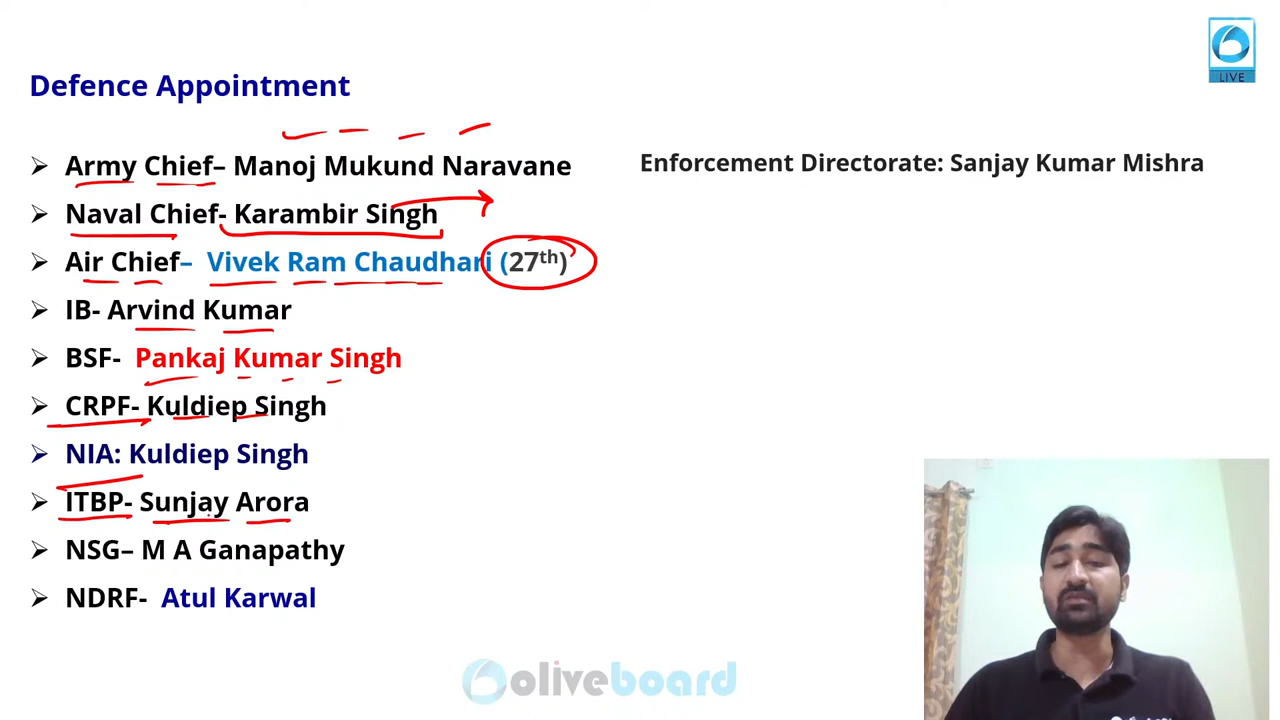 LIVE
Defence Appointment
Army Chief– Manoj Mukund Naravane
Naval Chief- Karambir Singh
Air Chief– Vivek Ram Chaudhari (27th)
IB- Arvind Kumar
BSF- Pankaj Kumar Singh
CRPF- Kuldiep Singh
NIA: Kuldiep Singh
ITBP- Sunjay Arora
NSG– M A Ganapathy
NDRF- Atul Karwal
Enforcement Directorate: Sanjay Kumar Mishra
oliveboard